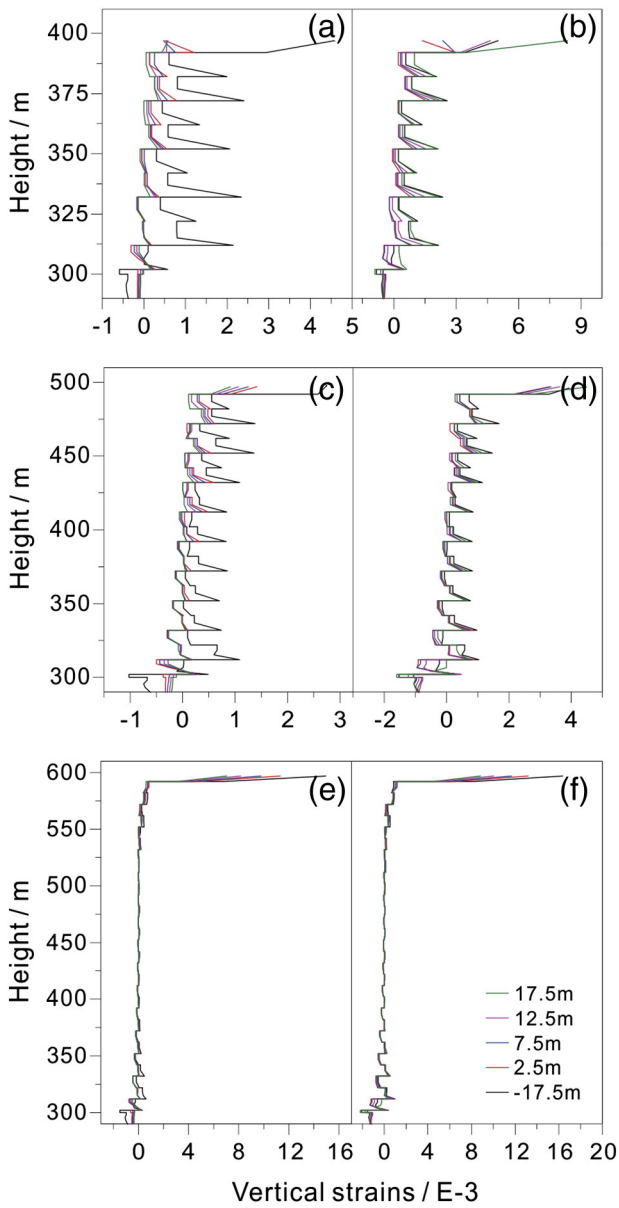 (a)
(b)
400
375
350
325
300
Height / m
-1 0 1 2 3 4 5
0 3 6 9
(c)
(d)
500
450
400
350
300
Height / m
-1 0 1 2 3
-2 0 2 4
(e)
(f)
600
550
500
450
400
350
300
Height / m
17.5m
12.5m
7.5m
2.5m
-17.5m
0 4 8 12 16
0 4 8 12 16 20
Vertical strains / E-3